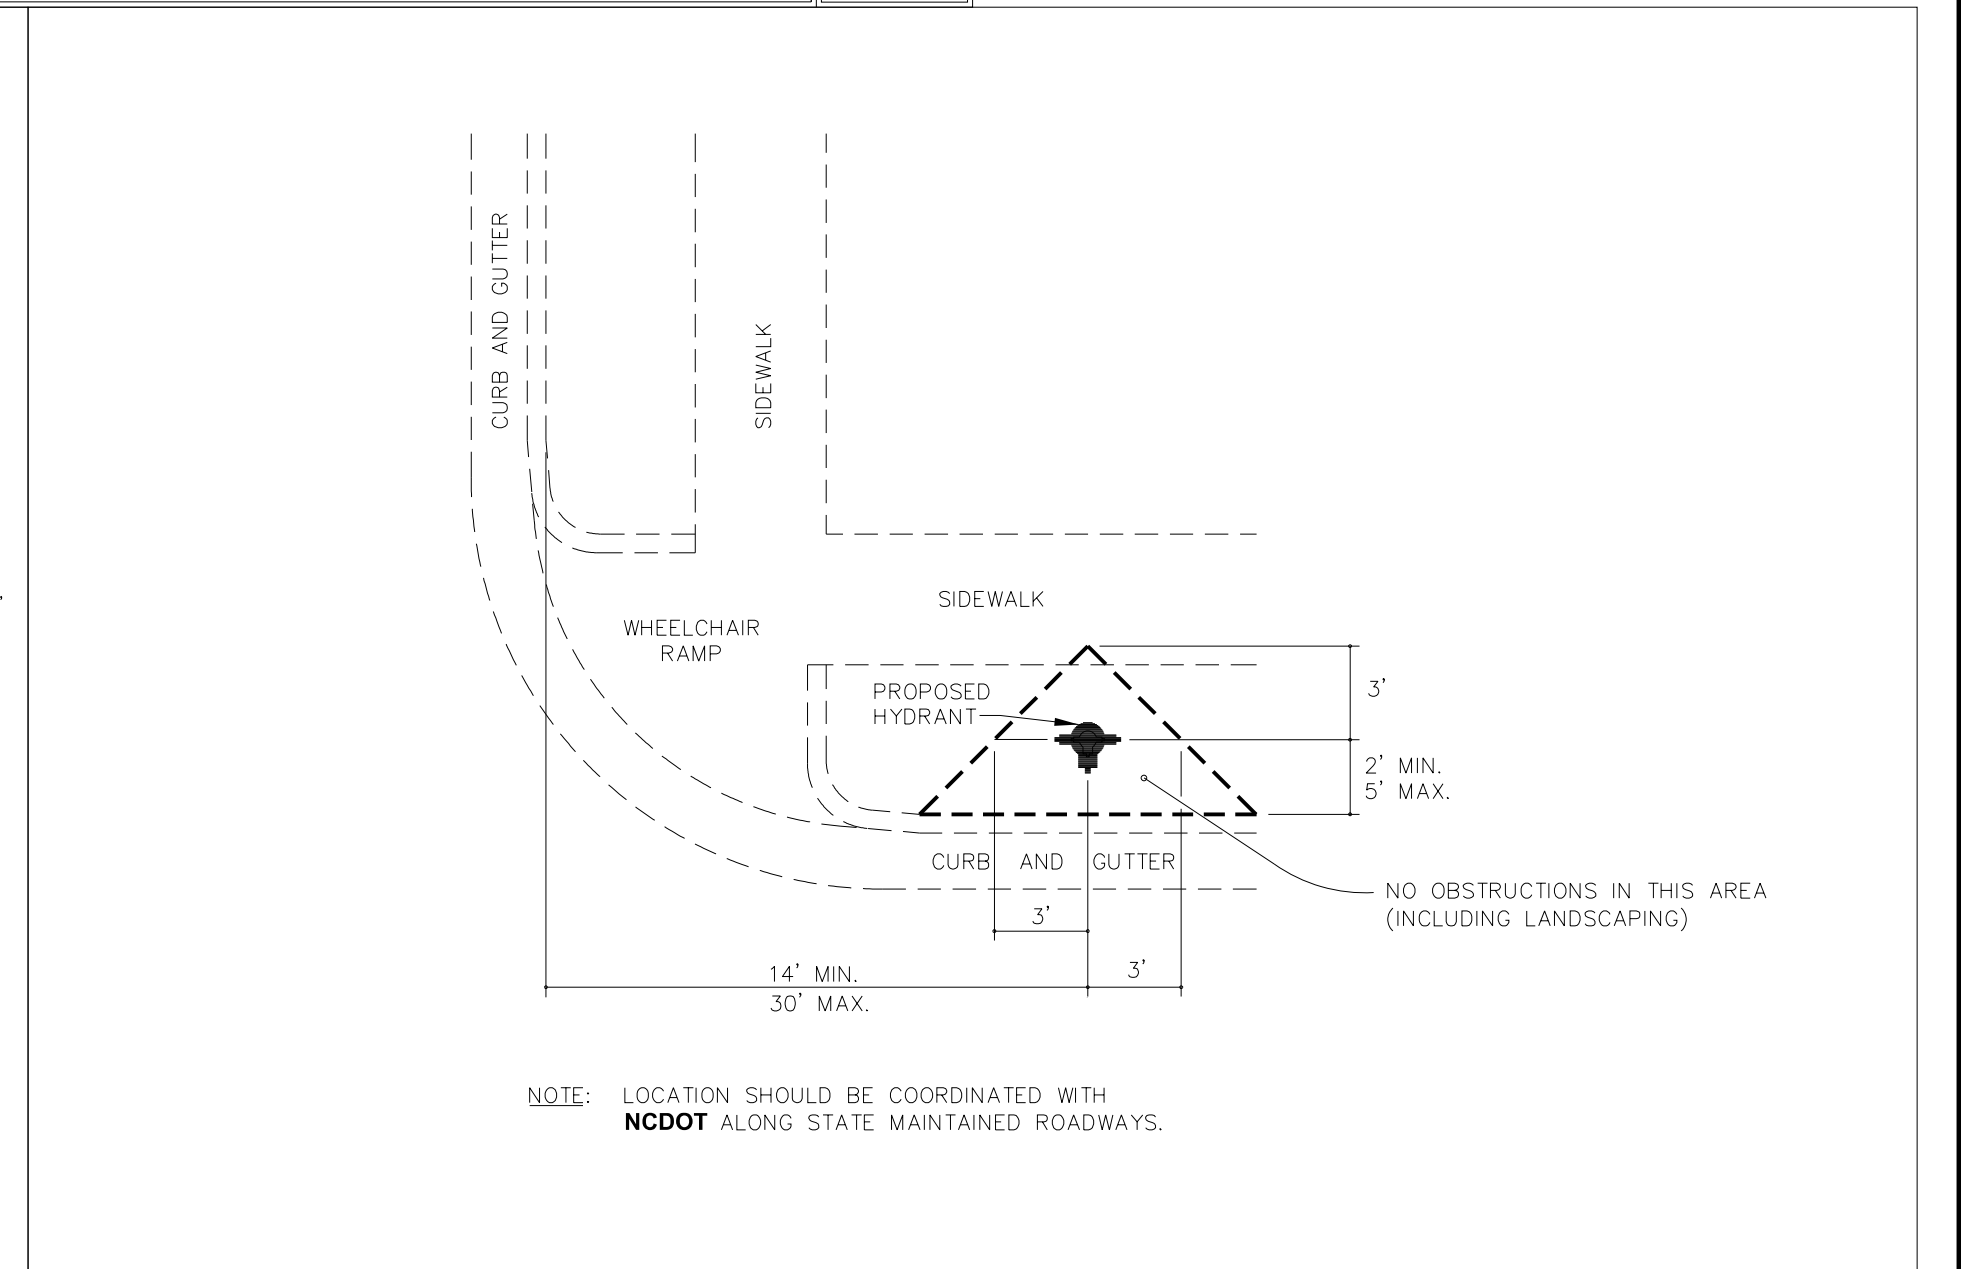 CURB AND GUTTER
SIDEWALK
SIDEWALK
WHEELCHAIR
RAMP
PROPOSED
HYDRANT
3'
2' MIN.
5' MAX.
CURB AND GUTTER
NO OBSTRUCTIONS IN THIS AREA
(INCLUDING LANDSCAPING)
3'
3'
14' MIN.
30' MAX.
NOTE: LOCATION SHOULD BE COORDINATED WITH
NCDOT ALONG STATE MAINTAINED ROADWAYS.